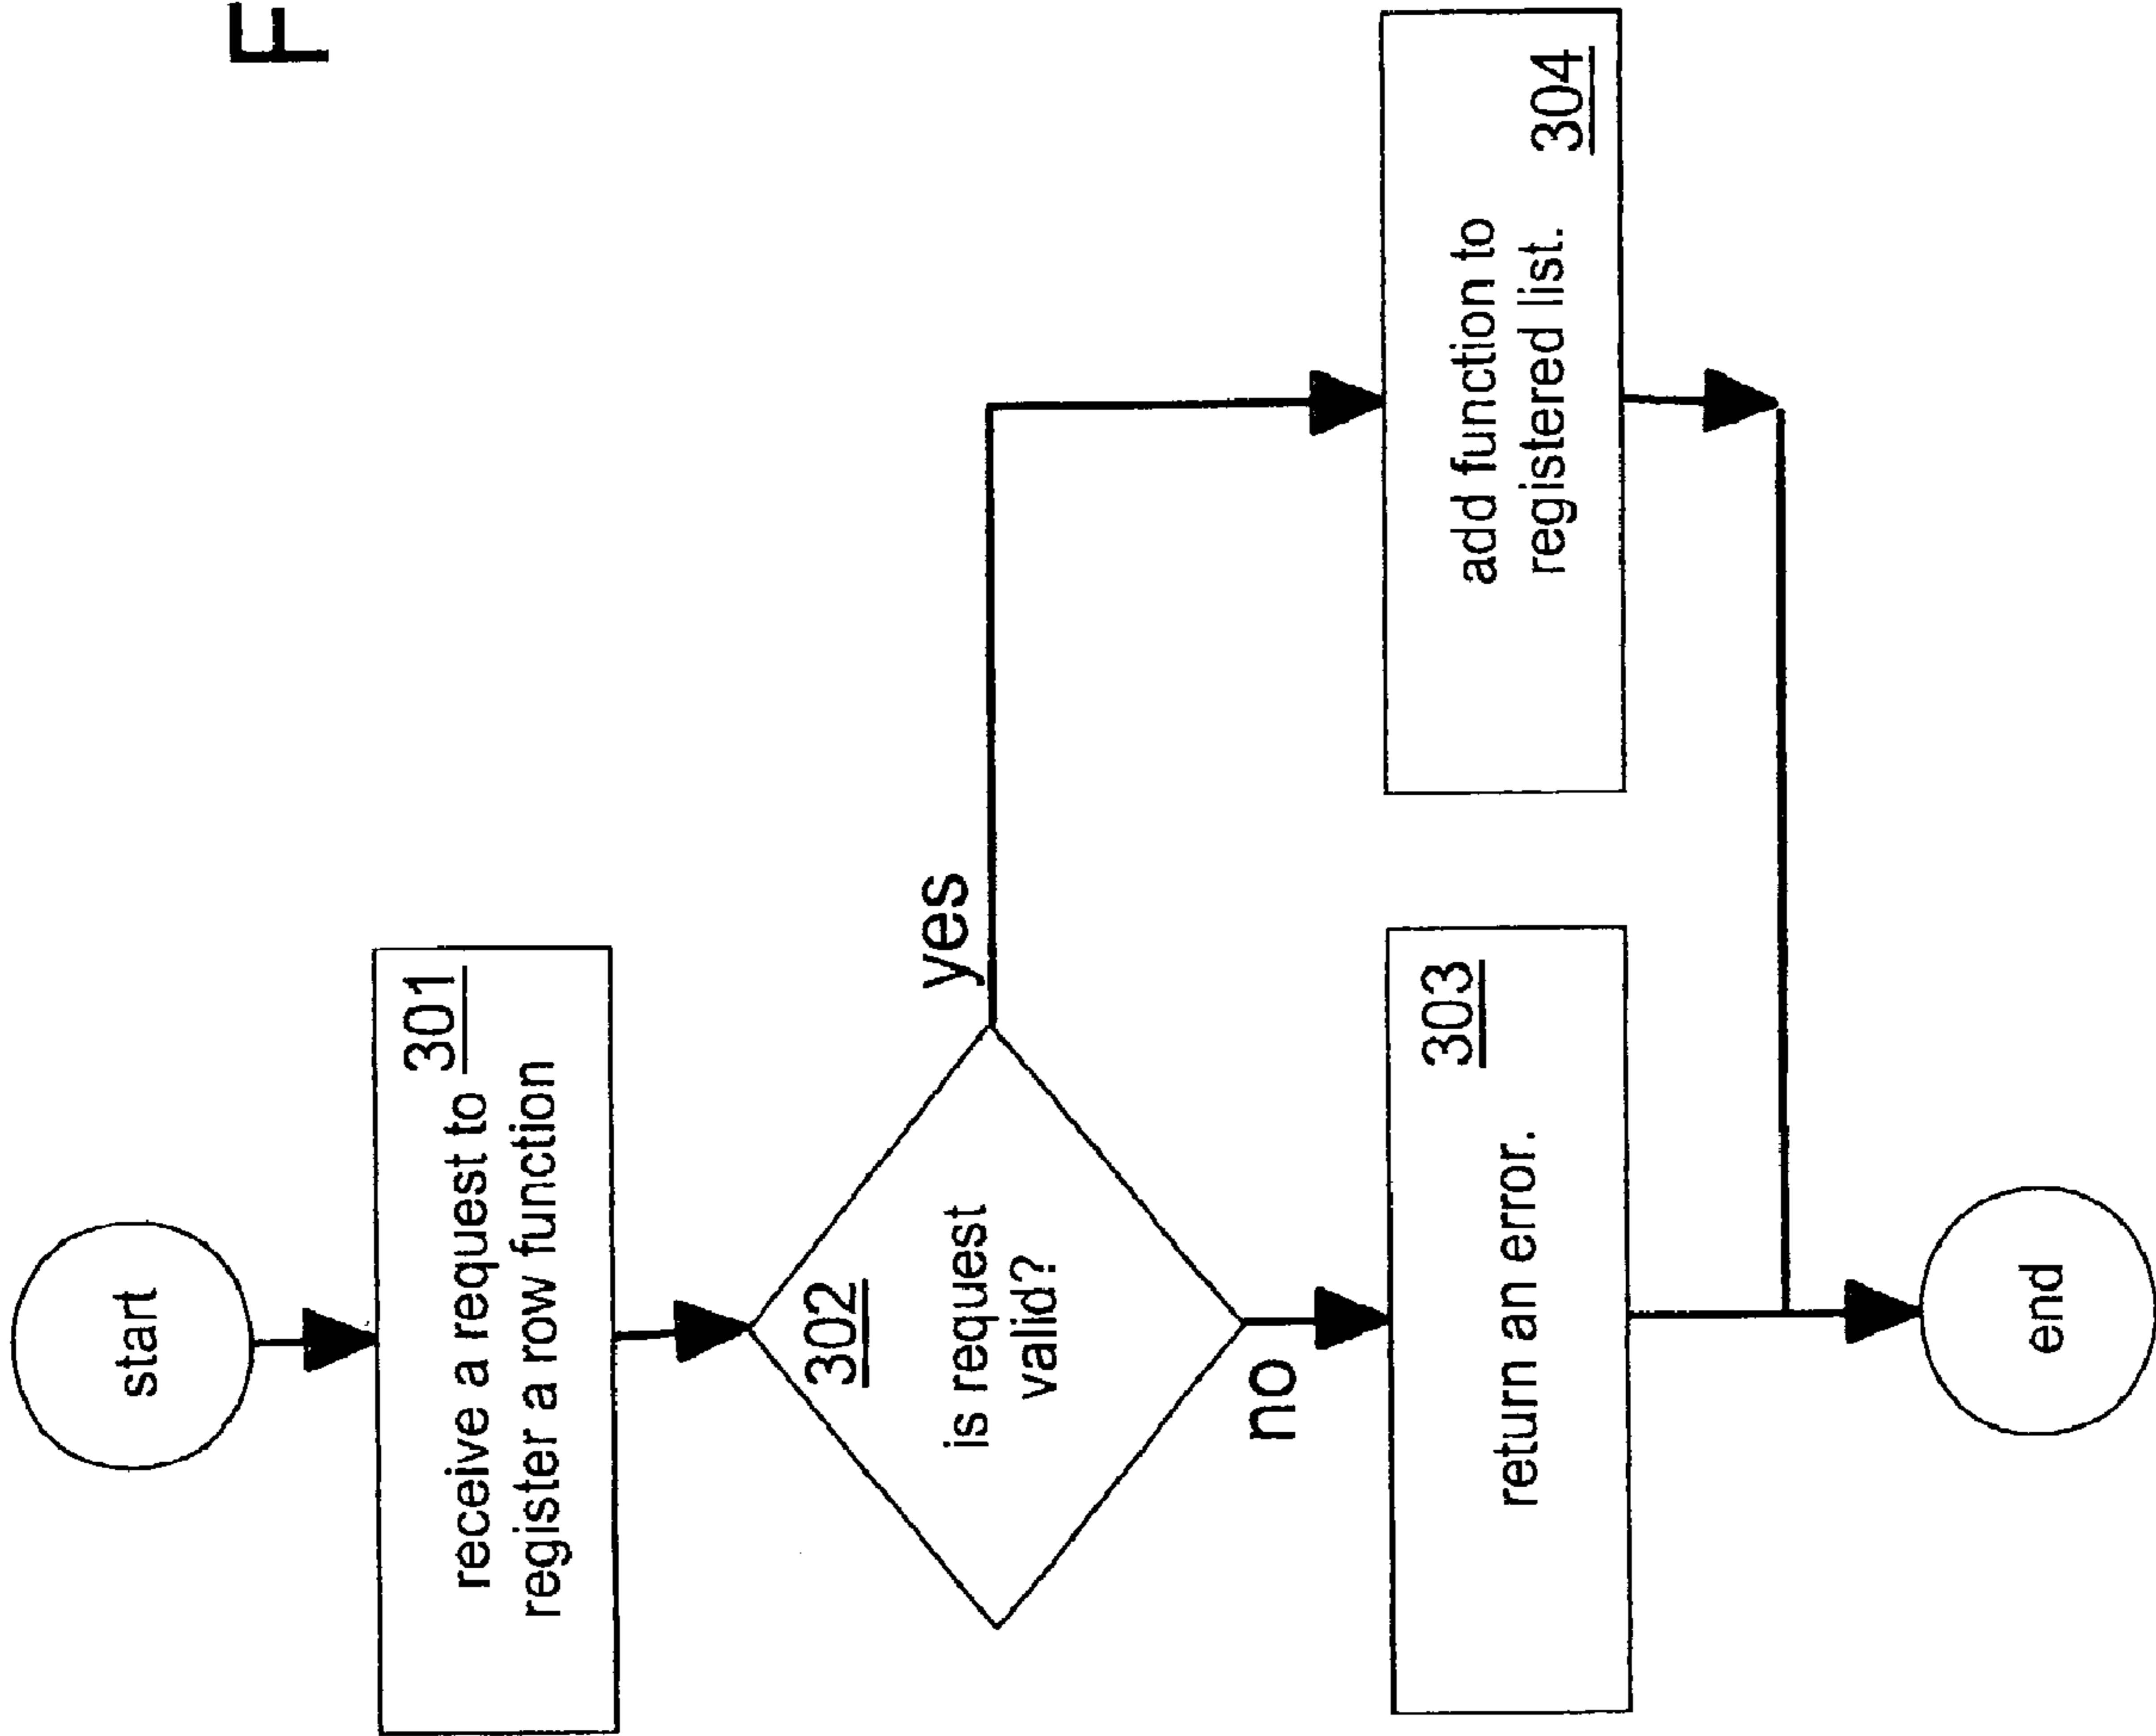 F
start
301
receive a request to
register a row function
302
is request
valid?
yes
no
303
return an error.
304
add function to
registered list.
end